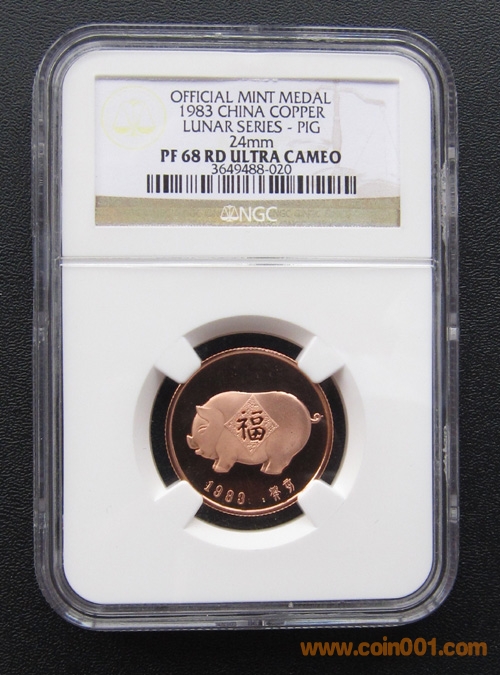 OFFICIAL MINT MEDAL
1983 CHINA COPPER
LUNAR SERIES - PIG
24mm
PF 68 RD ULTRA CAMEO
3649488-020
NGC
福
1983.
www.coin001.com